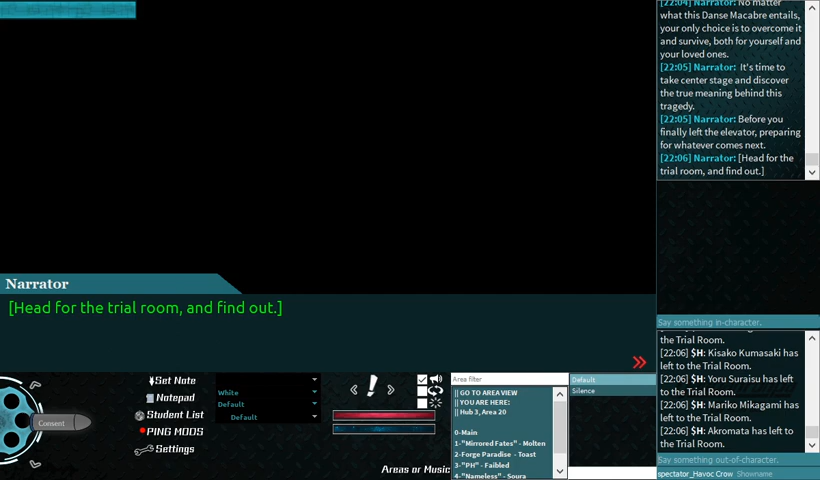 [22:04] Narrator: No matter
what this Danse Macabre entails,
your only choice is to overcome it
and survive, both for yourself and
your loved ones.
[22:05] Narrator:  It's time to
take center stage and discover
the true meaning behind this
tragedy.
[22:05] Narrator: Before you
finally left the elevator, preparing
for whatever comes next.
[22:06] Narrator: [Head for the
trial room, and find out.]
Narrator
[Head for the trial room, and find out.]
Say something in-character.
the Trial Room.
[22:06] $H: Kisako Kumasaki has
left to the Trial Room.
[22:06] $H: Yoru Suraisu has left
to the Trial Room.
[22:06] $H: Mariko Mikagami has
left to the Trial Room.
[22:06] $H: Akromata has left to
the Trial Room.
Say something out-of-character.
spectator_Havoc Crow
Showname
Consent
Set Note
Notepad
Student List
PING MODS
Settings
White
Default
Default
Areas or Music
Area filter
|| GO TO AREA VIEW
|| YOU ARE HERE:
|| Hub 3, Area 20
0-Main
1-"Mirrored Fates" - Molten
2-Forge Paradise - Toast
3-"PH" - Faibled
4-"Nameless" - Soura
Default
Silence